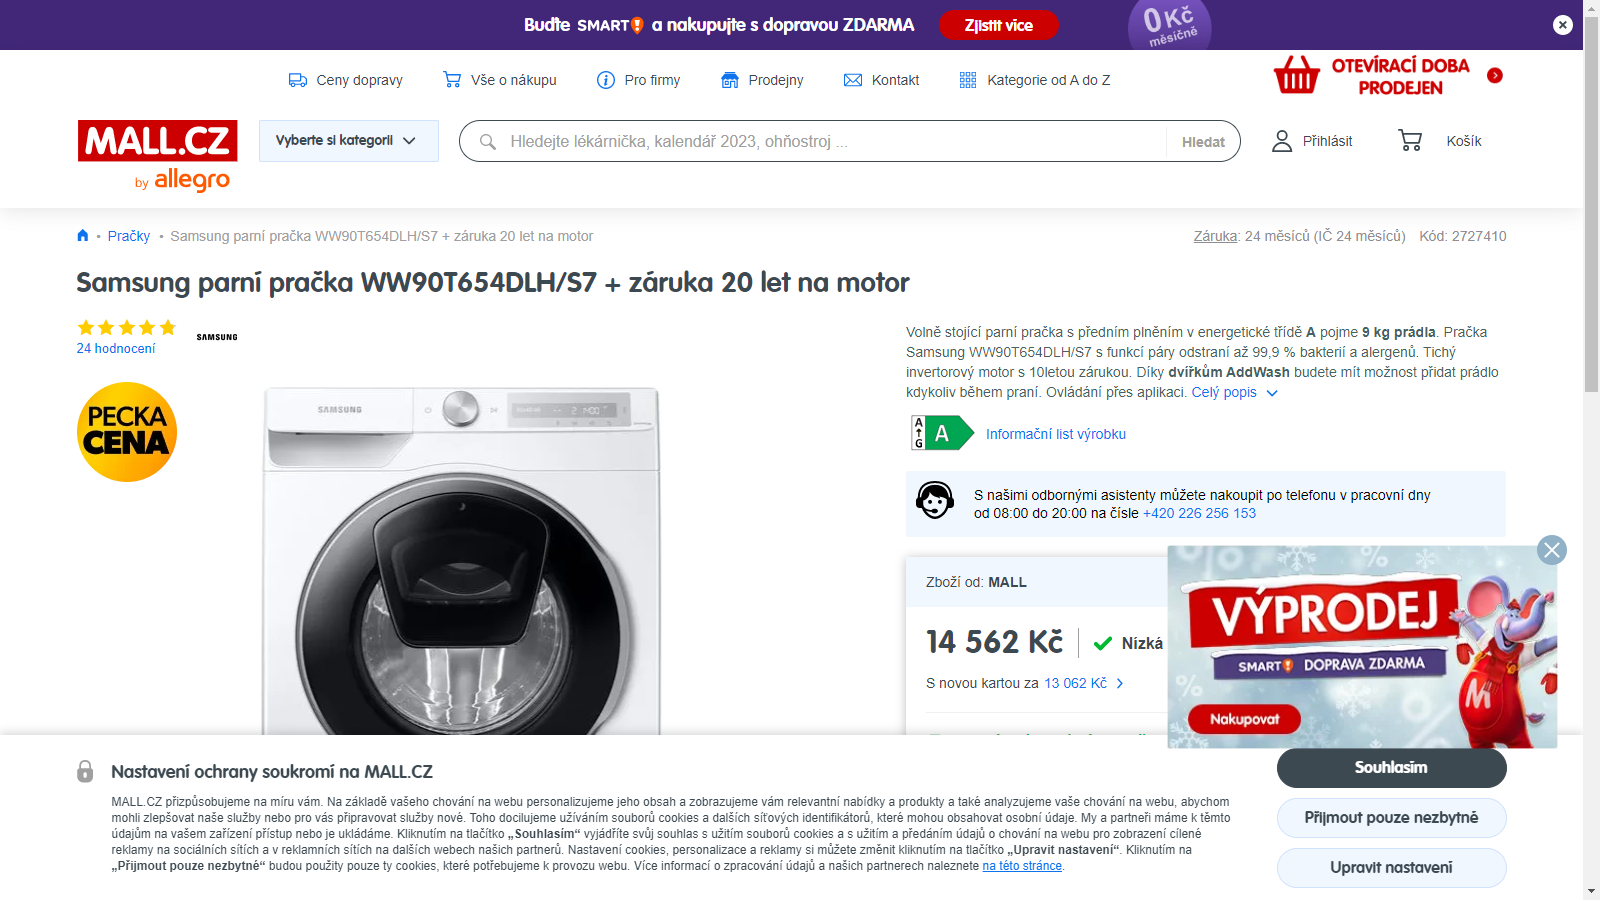 Buďte SMART! a nakupujte s dopravou ZDARMA
Zjistit více
0 Kč
měsíčně
Ceny dopravy
Vše o nákupu
Pro firmy
Prodejny
Kontakt
Kategorie od A do Z
OTEVÍRACÍ DOBA
PRODEJEN
MALL.CZ
by allegro
Vyberte si kategorii
Hledejte lékárnička, kalendář 2023, ohňostroj ...
Hledat
Přihlásit
Košík
• Pračky • Samsung parní pračka WW90T654DLH/S7 + záruka 20 let na motor
Záruka: 24 měsíců (IČ 24 měsíců) Kód: 2727410
Samsung parní pračka WW90T654DLH/S7 + záruka 20 let na motor
24 hodnocení
SAMSUNG
PECKA
CENA
SAMSUNG
Volně stojící parní pračka s předním plněním v energetické třídě A pojme 9 kg prádla. Pračka
Samsung WW90T654DLH/S7 s funkcí páry odstraní až 99,9 % bakterií a alergenů. Tichý
invertorový motor s 10letou zárukou. Díky dvířkům AddWash budete mít možnost přidat prádlo
kdykoliv během praní. Ovládání přes aplikaci. Celý popis
A
G
A
Informační list výrobku
S našimi odbornými asistenty můžete nakoupit po telefonu v pracovní dny
od 08:00 do 20:00 na čísle +420 226 256 153
Zboží od: MALL
14 562 Kč
Nízká
S novou kartou za 13 062 Kč
VÝPRODEJ
SMART! DOPRAVA ZDARMA
Nakupovat
Nastavení ochrany soukromí na MALL.CZ
MALL.CZ přizpůsobujeme na míru vám. Na základě vašeho chování na webu personalizujeme jeho obsah a zobrazujeme vám relevantní nabídky a produkty a také analyzujeme vaše chování na webu, abychom
mohli zlepšovat naše služby nebo pro vás připravovat služby nové. Toho docilujeme užíváním souborů cookies a dalších síťových identifikátorů, které mohou obsahovat osobní údaje. My a partneři máme k těmto
údajům na vašem zařízení přístup nebo je ukládáme. Kliknutím na tlačítko „Souhlasím“ vyjádříte svůj souhlas s užitím souborů cookies a s užitím a předáním údajů o chování na webu pro zobrazení cílené
reklamy na sociálních sítích a v reklamních sítích na dalších webech našich partnerů. Nastavení cookies, personalizace a reklamy si můžete změnit kliknutím na tlačítko „Upravit nastavení“. Kliknutím na
„Přijmout pouze nezbytné“ budou použity pouze ty cookies, které potřebujeme k provozu webu. Více informací o zpracování údajů a našich partnerech naleznete na této stránce.
Souhlasím
Přijmout pouze nezbytné
Upravit nastavení